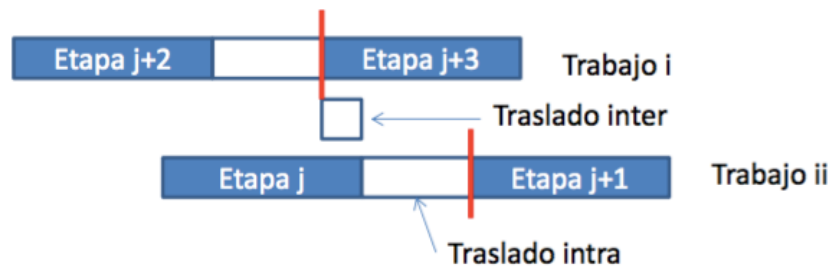 Etapa j+2 Etapa j+3 Trabajo i
Traslado inter
Etapa j Etapa j+1 Trabajo ii
Traslado intra